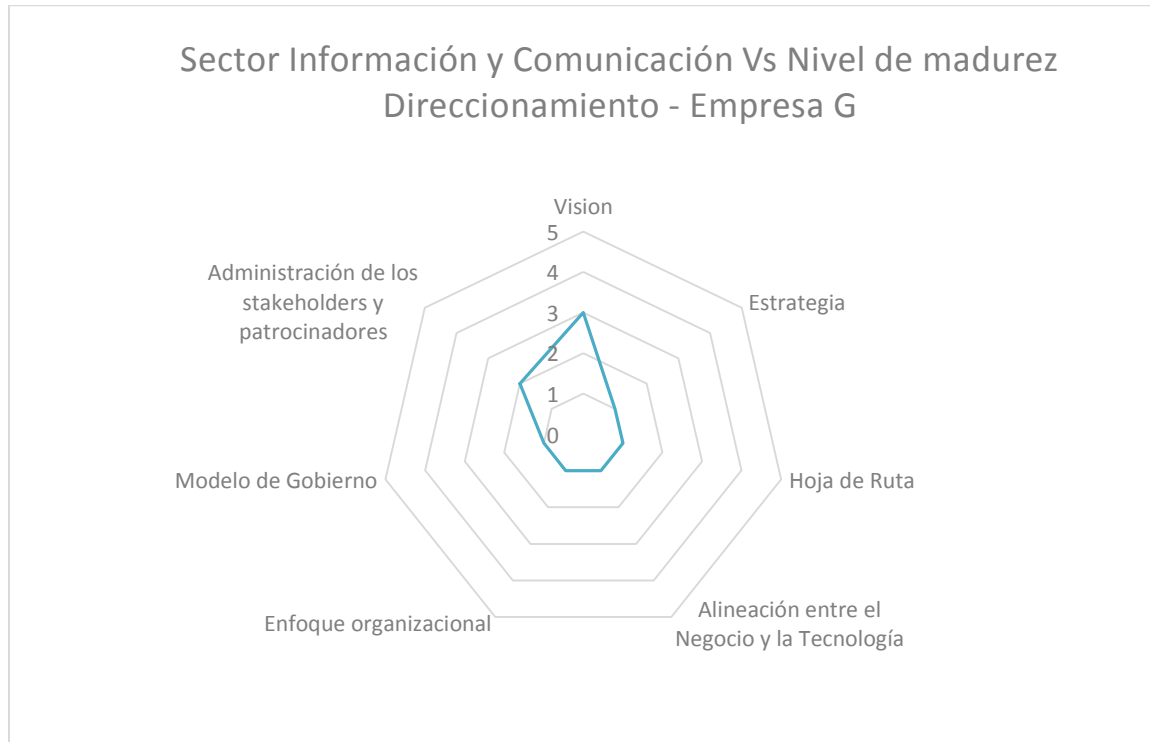 Sector Información y Comunicación Vs Nivel de madurez
Direccionamiento - Empresa G
Vision
5
4
3
2
1
0
Estrategia
Hoja de Ruta
Alineación entre el
Negocio y la Tecnología
Enfoque organizacional
Modelo de Gobierno
Administración de los
stakeholders y
patrocinadores